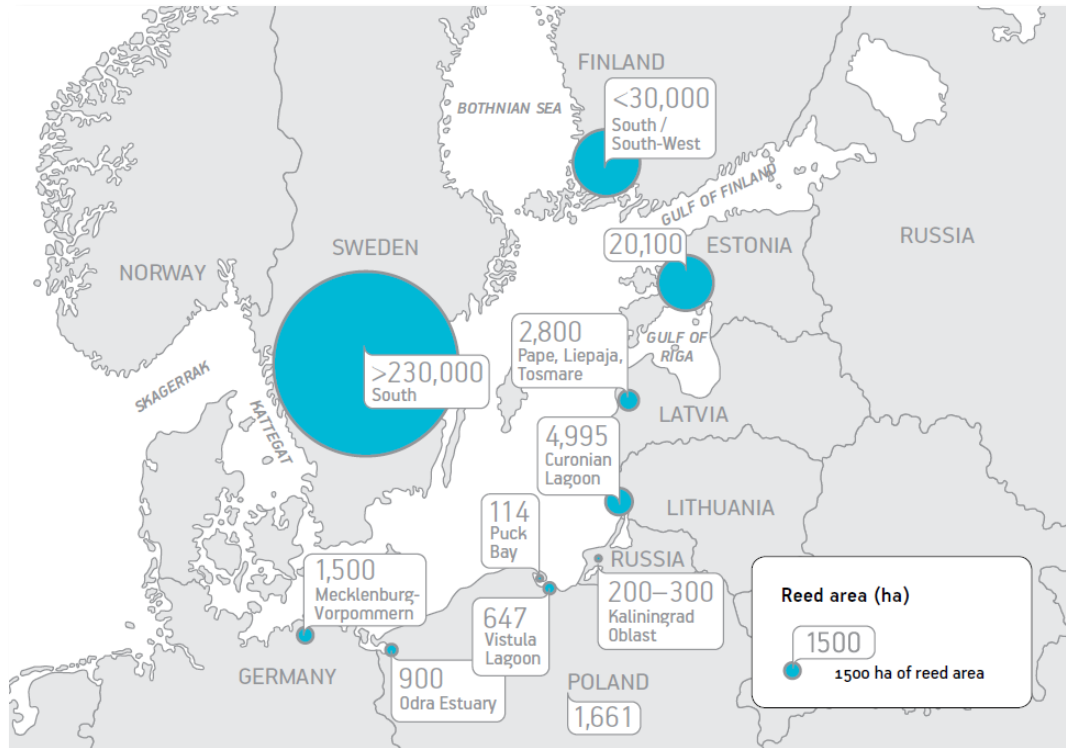 FINLAND
<30,000
South /
South-West
BOTHNIAN SEA
GULF OF FINLAND
SWEDEN
NORWAY
20,100
ESTONIA
RUSSIA
2,800
Pape, Liepaja,
Tosmare
GULF OF
RIGA
>230,000
South
SKAGERRAK
KATTEGAT
LATVIA
4,995
Curonian
Lagoon
LITHUANIA
114
Puck
Bay
RUSSIA
200–300
Kaliningrad
Oblast
1,500
Mecklenburg-
Vorpommern
647
Vistula
Lagoon
GERMANY
900
Odra Estuary
POLAND
1,661
Reed area (ha)
1500
1500 ha of reed area